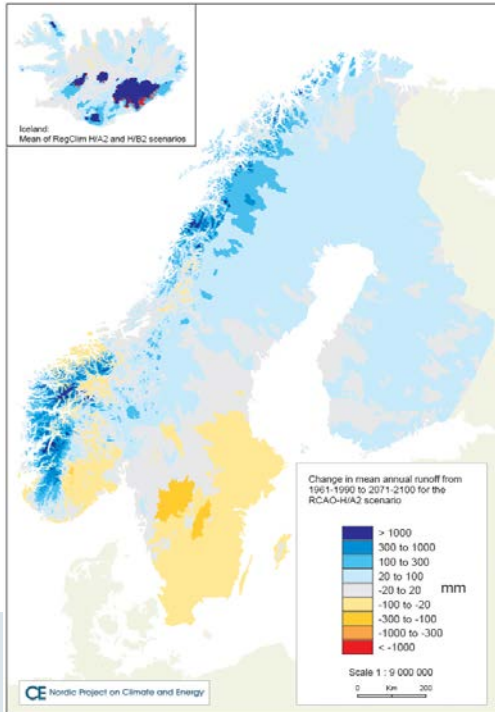 Iceland:
Mean of RegClim H/A2 and H/B2 scenarios
Change in mean annual runoff from
1961-1990 to 2071-2100 for the
RCAO-H/A2 scenario
> 1000
300 to 1000
100 to 300
20 to 100
-20 to 20
mm
-100 to -20
-300 to -100
-1000 to -300
< -1000
Scale 1 : 9 000 000
0 Km 200
CE Nordic Project on Climate and Energy